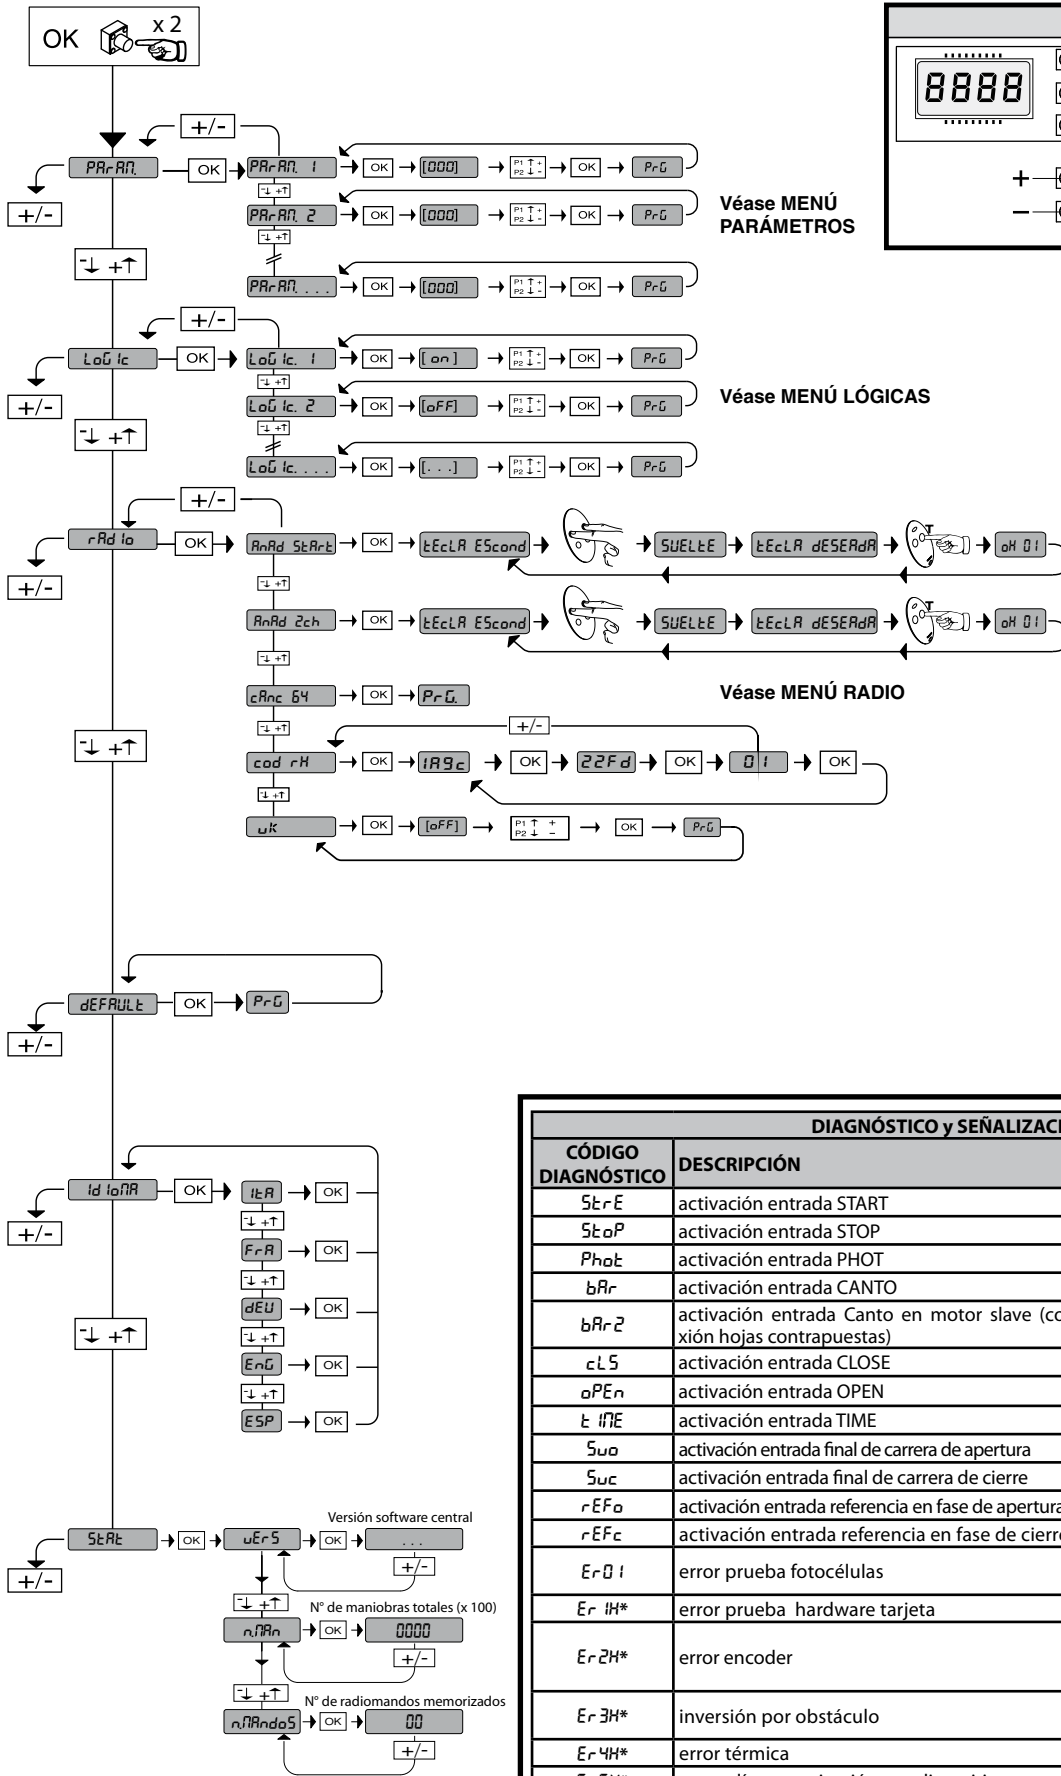 OK x 2
8888
+
−
+/-
PArAM. OK PArAM. 1 OK [000] P1 ↑ + P2 ↓ - OK PrG
+/-
-↓ +↑
PArAM. 2 OK [000] P1 ↑ + P2 ↓ - OK PrG
Véase MENÚ
PARÁMETROS
-↓ +↑
-↓ +↑
PArAM. . . . OK [000] P1 ↑ + P2 ↓ - OK PrG
+/-
LoGIc OK LoGIc. 1 OK [ on ] P1 ↑ + P2 ↓ - OK PrG
+/-
-↓ +↑
LoGIc. 2 OK [oFF] P1 ↑ + P2 ↓ - OK PrG
Véase MENÚ LÓGICAS
-↓ +↑
-↓ +↑
LoGIc. . . . OK [. . .] P1 ↑ + P2 ↓ - OK PrG
+/-
rAdIo OK AnAd StArt OK tEcLA EScond SUELtE tEcLA dESEAdA T oK 01
+/-
-↓ +↑
AnAd 2ch OK tEcLA EScond SUELtE tEcLA dESEAdA T oK 01
-↓ +↑
cAnc 64 OK PrG.
Véase MENÚ RADIO
-↓ +↑
-↓ +↑
+/-
cod rH OK 1A9c OK 22Fd OK 01 OK
-↓ +↑
uK OK [oFF] P1 ↑ + P2 ↓ - OK PrG
dEFAULt OK PrG
+/-
IdIoMA OK ItA OK
+/-
-↓ +↑
FrA OK
-↓ +↑
dEU OK
-↓ +↑
-↓ +↑
EnG OK
-↓ +↑
ESP OK
Versión software central
StAt OK vErS OK . . .
+/-
+/-
-↓ +↑
N° de maniobras totales (x 100)
n.MAn OK 0000
+/-
-↓ +↑
N° de radiomandos memorizados
n.MAndoS OK 00
+/-
DIAGNÓSTICO y SEÑALIZACI
CÓDIGO
DIAGNÓSTICO DESCRIPCIÓN
StrE activación entrada START
StoP activación entrada STOP
Phot activación entrada PHOT
bAr activación entrada CANTO
bAr2 activación entrada Canto en motor slave (co
xión hojas contrapuestas)
cLS activación entrada CLOSE
oPEn activación entrada OPEN
tIME activación entrada TIME
Swo activación entrada final de carrera de apertura
Swc activación entrada final de carrera de cierre
rEFo activación entrada referencia en fase de apertura
rEFc activación entrada referencia en fase de cierre
Er01 error prueba fotocélulas
Er1H* error prueba hardware tarjeta
Er2H* error encoder
Er3H* inversión por obstáculo
Er4H* error térmica